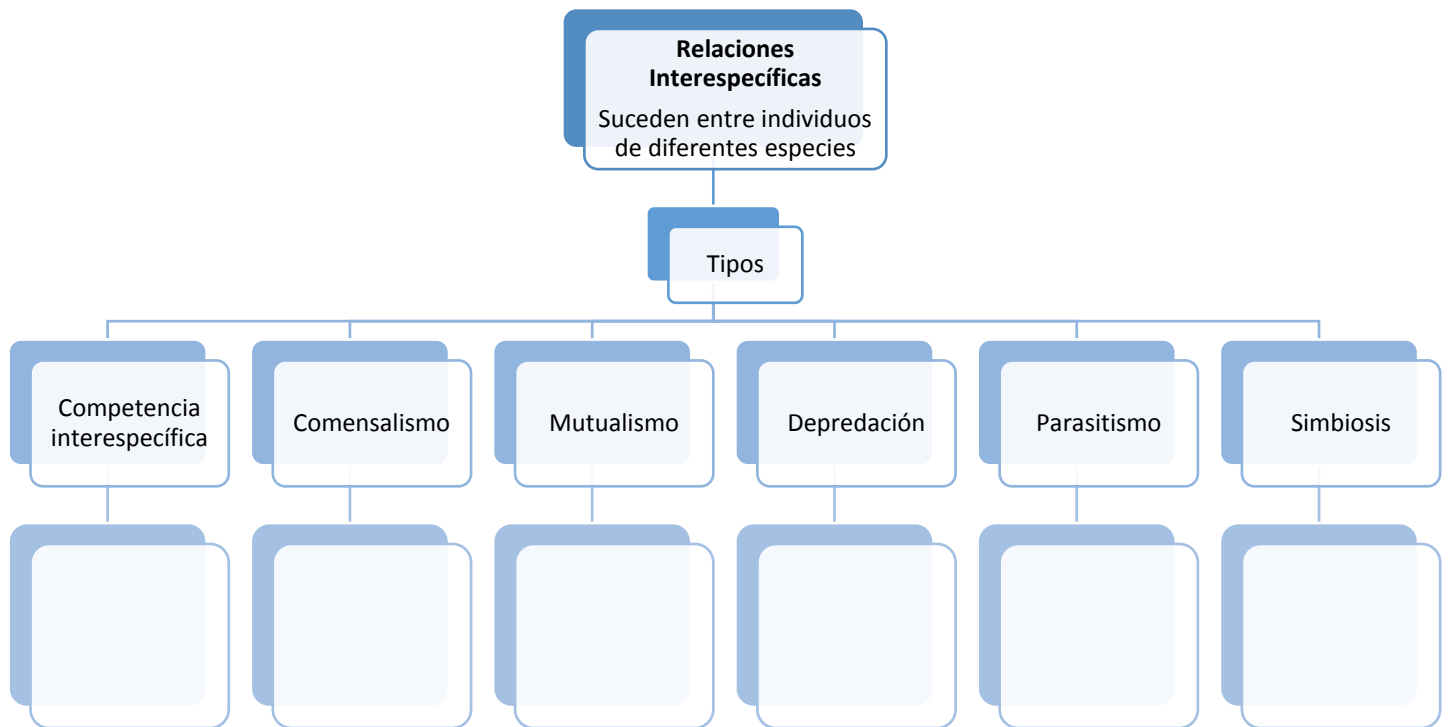 Relaciones
Interespecíficas
Suceden entre individuos
de diferentes especies
Tipos
Competencia
interespecífica
Comensalismo
Mutualismo
Depredación
Parasitismo
Simbiosis